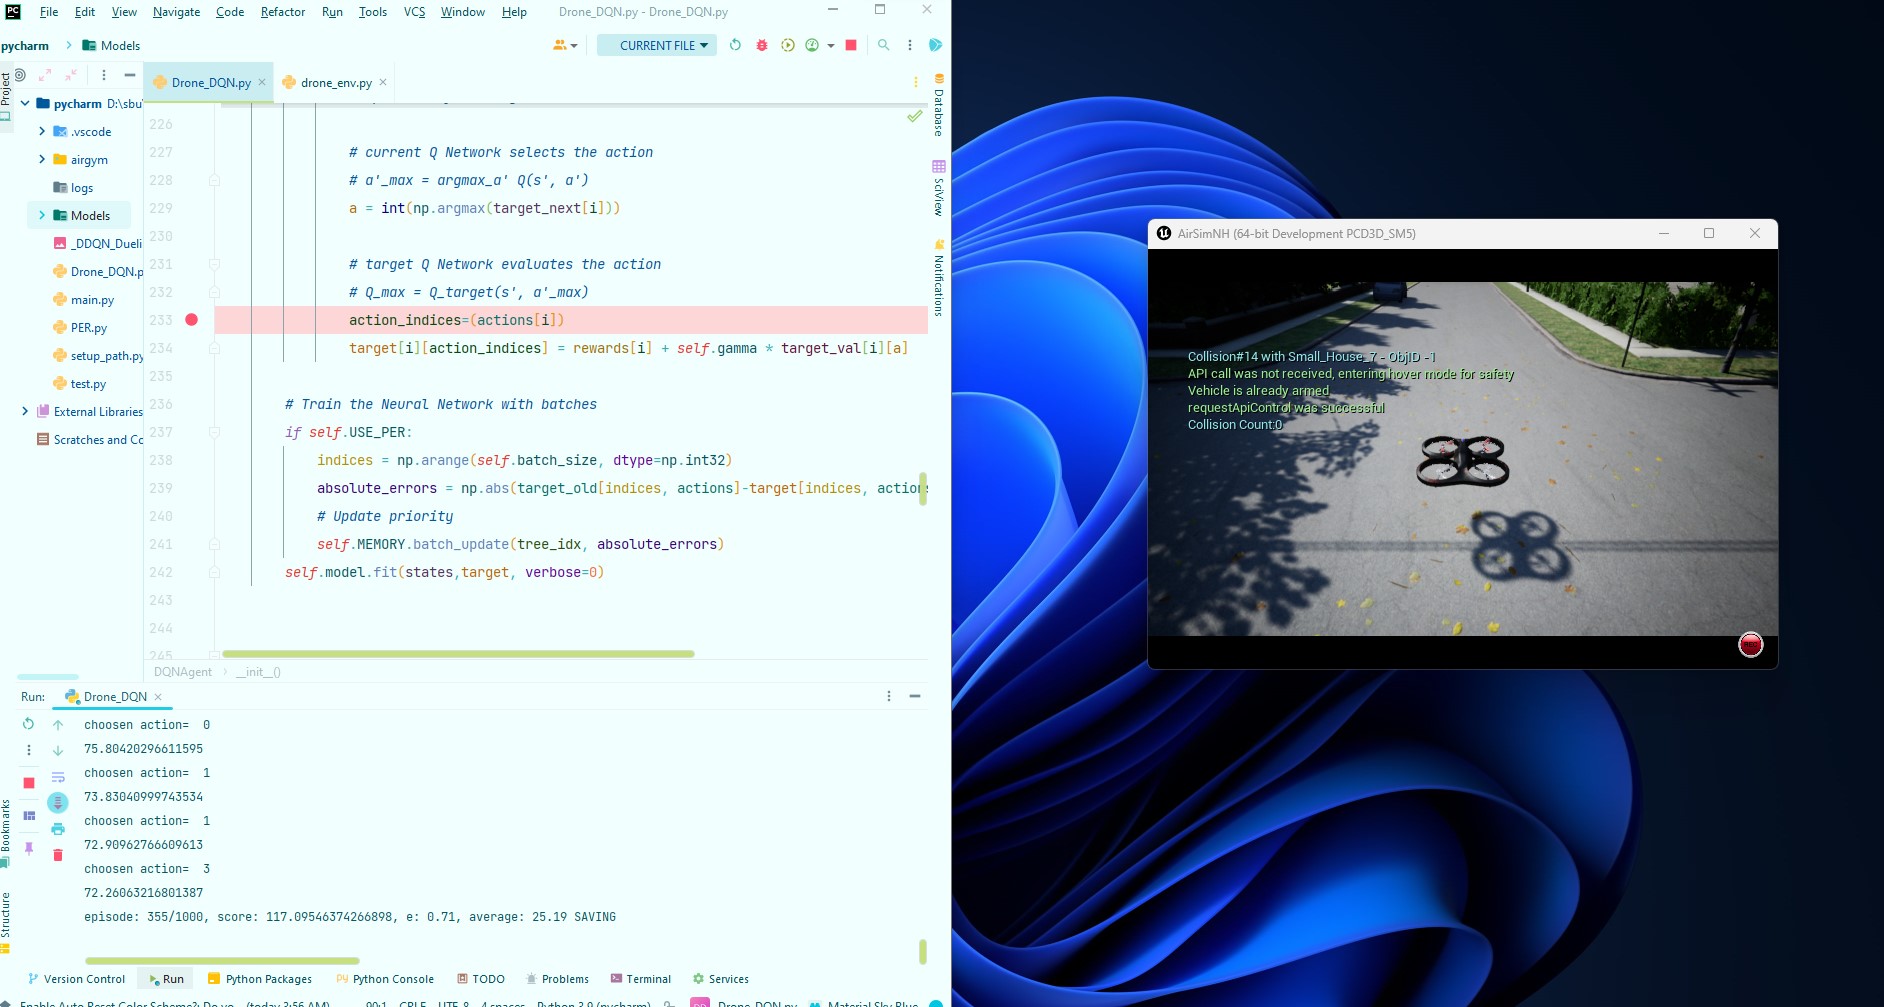 PC File Edit View Navigate Code Refactor Run Tools VCS Window Help Drone_DQN.py - Drone_DQN.py
pycharm Models CURRENT FILE
Project
Drone_DQN.py drone_env.py
pycharm D:\sbu
.vscode
airgym
logs
Models
_DDQN_Dueli
Drone_DQN.p
main.py
PER.py
setup_path.py
test.py
External Libraries
Scratches and Co
226
227 # current Q Network selects the action
228 # a'_max = argmax_a' Q(s', a')
229 a = int(np.argmax(target_next[i]))
230
231 # target Q Network evaluates the action
232 # Q_max = Q_target(s', a'_max)
233 action_indices=(actions[i])
234 target[i][action_indices] = rewards[i] + self.gamma * target_val[i][a]
235
236 # Train the Neural Network with batches
237 if self.USE_PER:
238 indices = np.arange(self.batch_size, dtype=np.int32)
239 absolute_errors = np.abs(target_old[indices, actions]-target[indices, action
240 # Update priority
241 self.MEMORY.batch_update(tree_idx, absolute_errors)
242 self.model.fit(states,target, verbose=0)
243
244
245
DQNAgent __init__()
Database
SciView
Notifications
Run: Drone_DQN
choosen action= 0
75.80420296611595
choosen action= 1
73.83040999743534
choosen action= 1
72.90962766609613
choosen action= 3
72.26063216801387
episode: 355/1000, score: 117.09546374266898, e: 0.71, average: 25.19 SAVING
Bookmarks
Structure
Version Control Run Python Packages Python Console TODO Problems Terminal Services
Enable Auto Reset Color Scheme?: Do yo... (today 3:56 AM) 90:1 CRLF UTF-8 4 spaces Python 3.9 (pycharm) Drone_DQN.py Material Sky Blue
AirSimNH (64-bit Development PCD3D_SM5)
Collision#14 with Small_House_7 - ObjID -1
API call was not received, entering hover mode for safety
Vehicle is already armed
requestApiControl was successful
Collision Count:0